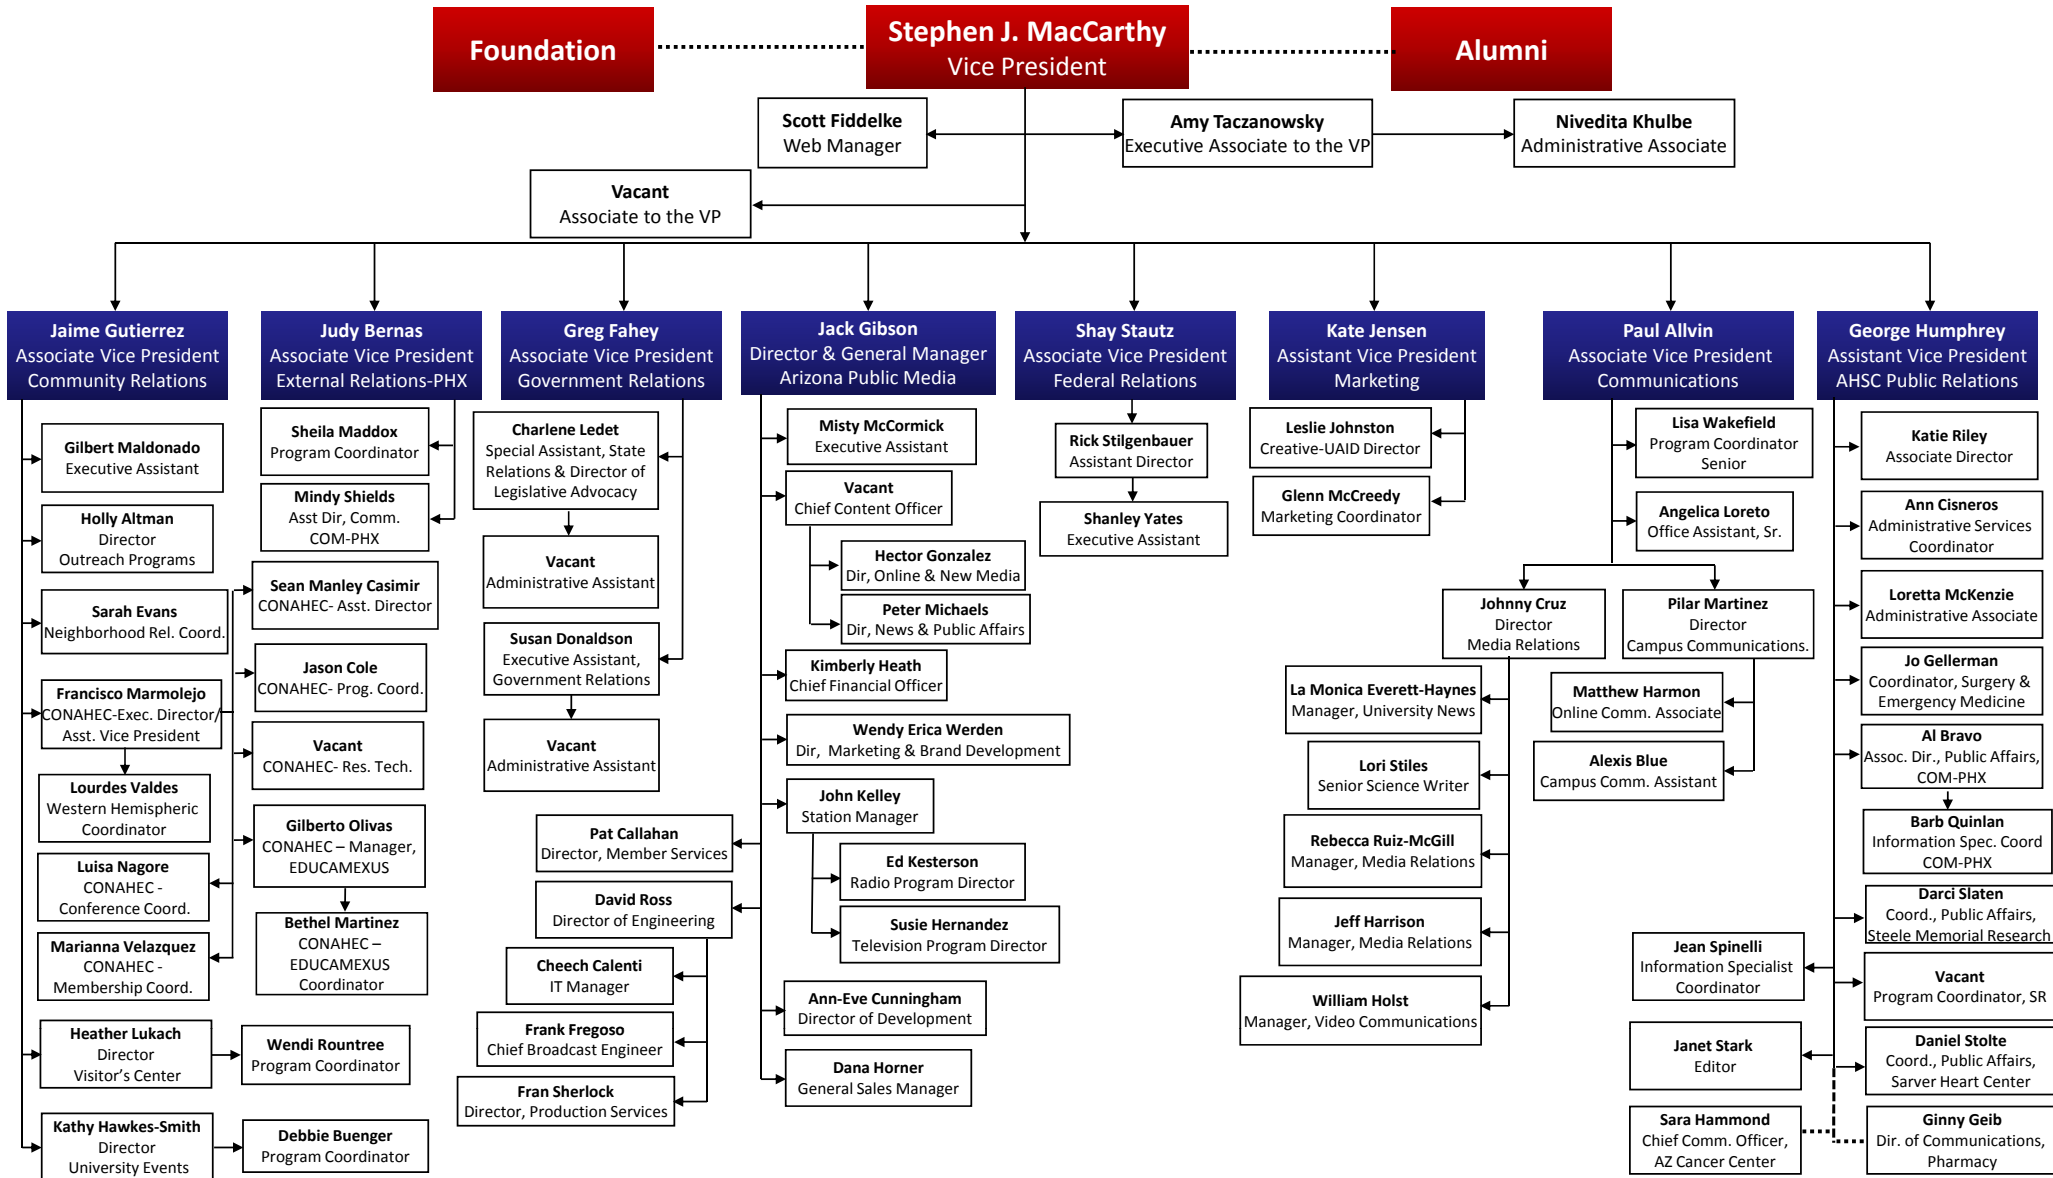 Foundation
Stephen J. MacCarthy
Vice President
Alumni
Scott Fiddelke
Web Manager
Amy Taczanowsky
Executive Associate to the VP
Nivedita Khulbe
Administrative Associate
Vacant
Associate to the VP
Jaime Gutierrez
Associate Vice President
Community Relations
Judy Bernas
Associate Vice President
External Relations-PHX
Greg Fahey
Associate Vice President
Government Relations
Jack Gibson
Director & General Manager
Arizona Public Media
Shay Stautz
Associate Vice President
Federal Relations
Kate Jensen
Assistant Vice President
Marketing
Paul Allvin
Associate Vice President
Communications
George Humphrey
Assistant Vice President
AHSC Public Relations
Gilbert Maldonado
Executive Assistant
Holly Altman
Director
Outreach Programs
Sarah Evans
Neighborhood Rel. Coord.
Francisco Marmolejo
CONAHEC-Exec. Director/
Asst. Vice President
Lourdes Valdes
Western Hemispheric
Coordinator
Luisa Nagore
CONAHEC -
Conference Coord.
Marianna Velazquez
CONAHEC -
Membership Coord.
Heather Lukach
Director
Visitor's Center
Wendi Rountree
Program Coordinator
Kathy Hawkes-Smith
Director
University Events
Debbie Buenger
Program Coordinator
Sheila Maddox
Program Coordinator
Mindy Shields
Asst Dir, Comm.
COM-PHX
Sean Manley Casimir
CONAHEC- Asst. Director
Jason Cole
CONAHEC- Prog. Coord.
Vacant
CONAHEC- Res. Tech.
Gilberto Olivas
CONAHEC – Manager,
EDUCAMEXUS
Bethel Martinez
CONAHEC –
EDUCAMEXUS
Coordinator
Charlene Ledet
Special Assistant, State
Relations & Director of
Legislative Advocacy
Vacant
Administrative Assistant
Susan Donaldson
Executive Assistant,
Government Relations
Vacant
Administrative Assistant
Misty McCormick
Executive Assistant
Vacant
Chief Content Officer
Hector Gonzalez
Dir, Online & New Media
Peter Michaels
Dir, News & Public Affairs
Kimberly Heath
Chief Financial Officer
Wendy Erica Werden
Dir, Marketing & Brand Development
John Kelley
Station Manager
Pat Callahan
Director, Member Services
Ed Kesterson
Radio Program Director
David Ross
Director of Engineering
Susie Hernandez
Television Program Director
Cheech Calenti
IT Manager
Frank Fregoso
Chief Broadcast Engineer
Fran Sherlock
Director, Production Services
Ann-Eve Cunningham
Director of Development
Dana Horner
General Sales Manager
Rick Stilgenbauer
Assistant Director
Shanley Yates
Executive Assistant
Leslie Johnston
Creative-UAID Director
Glenn McCreedy
Marketing Coordinator
Lisa Wakefield
Program Coordinator
Senior
Angelica Loreto
Office Assistant, Sr.
Johnny Cruz
Director
Media Relations
Pilar Martinez
Director
Campus Communications.
La Monica Everett-Haynes
Manager, University News
Lori Stiles
Senior Science Writer
Rebecca Ruiz-McGill
Manager, Media Relations
Jeff Harrison
Manager, Media Relations
William Holst
Manager, Video Communications
Matthew Harmon
Online Comm. Associate
Alexis Blue
Campus Comm. Assistant
Katie Riley
Associate Director
Ann Cisneros
Administrative Services
Coordinator
Loretta McKenzie
Administrative Associate
Jo Gellerman
Coordinator, Surgery &
Emergency Medicine
Al Bravo
Assoc. Dir., Public Affairs,
COM-PHX
Barb Quinlan
Information Spec. Coord
COM-PHX
Darci Slaten
Coord., Public Affairs,
Steele Memorial Research
Jean Spinelli
Information Specialist
Coordinator
Vacant
Program Coordinator, SR
Janet Stark
Editor
Daniel Stolte
Coord., Public Affairs,
Sarver Heart Center
Sara Hammond
Chief Comm. Officer,
AZ Cancer Center
Ginny Geib
Dir. of Communications,
Pharmacy